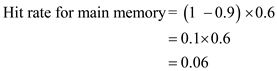 Hit rate for main memory = (1 − 0.9) × 0.6
= 0.1×0.6
= 0.06